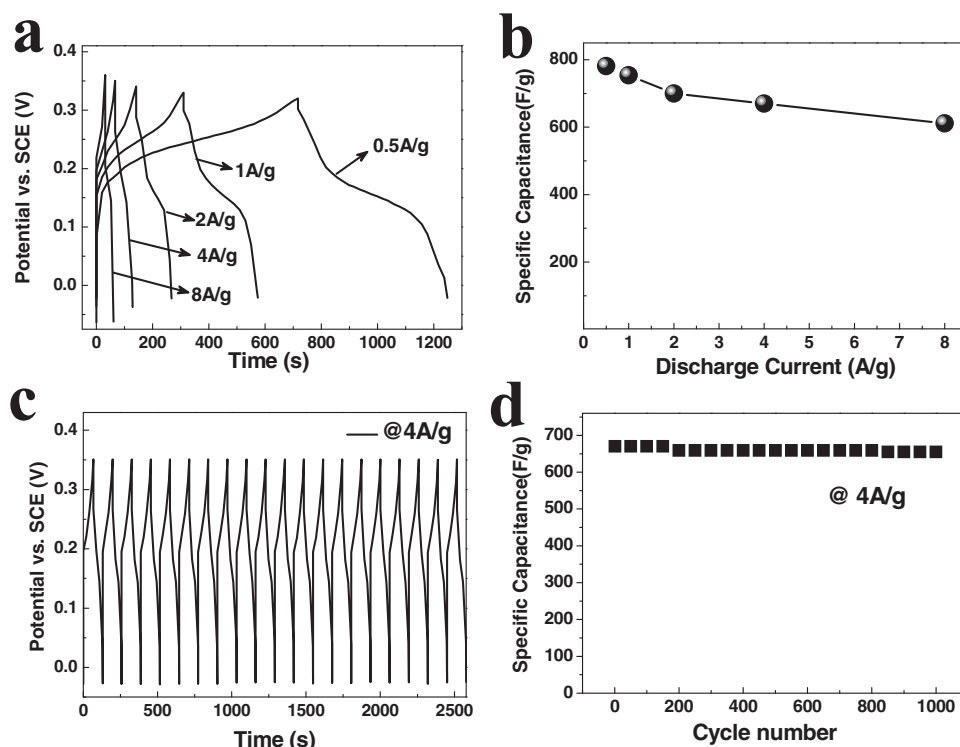 a
0.4
0.3
0.2
0.1
0.0
Potential vs. SCE (V)
0.5A/g
1A/g
2A/g
4A/g
8A/g
0 200 400 600 800 1000 1200
Time (s)
b
800
600
400
200
0
Specific Capacitance(F/g)
0 1 2 3 4 5 6 7 8
Discharge Current (A/g)
c
0.4
0.3
0.2
0.1
0.0
Potential vs. SCE (V)
@4A/g
0 500 1000 1500 2000 2500
Time (s)
d
700
600
500
400
300
200
100
0
Specific Capacitance(F/g)
@ 4A/g
0 200 400 600 800 1000
Cycle number